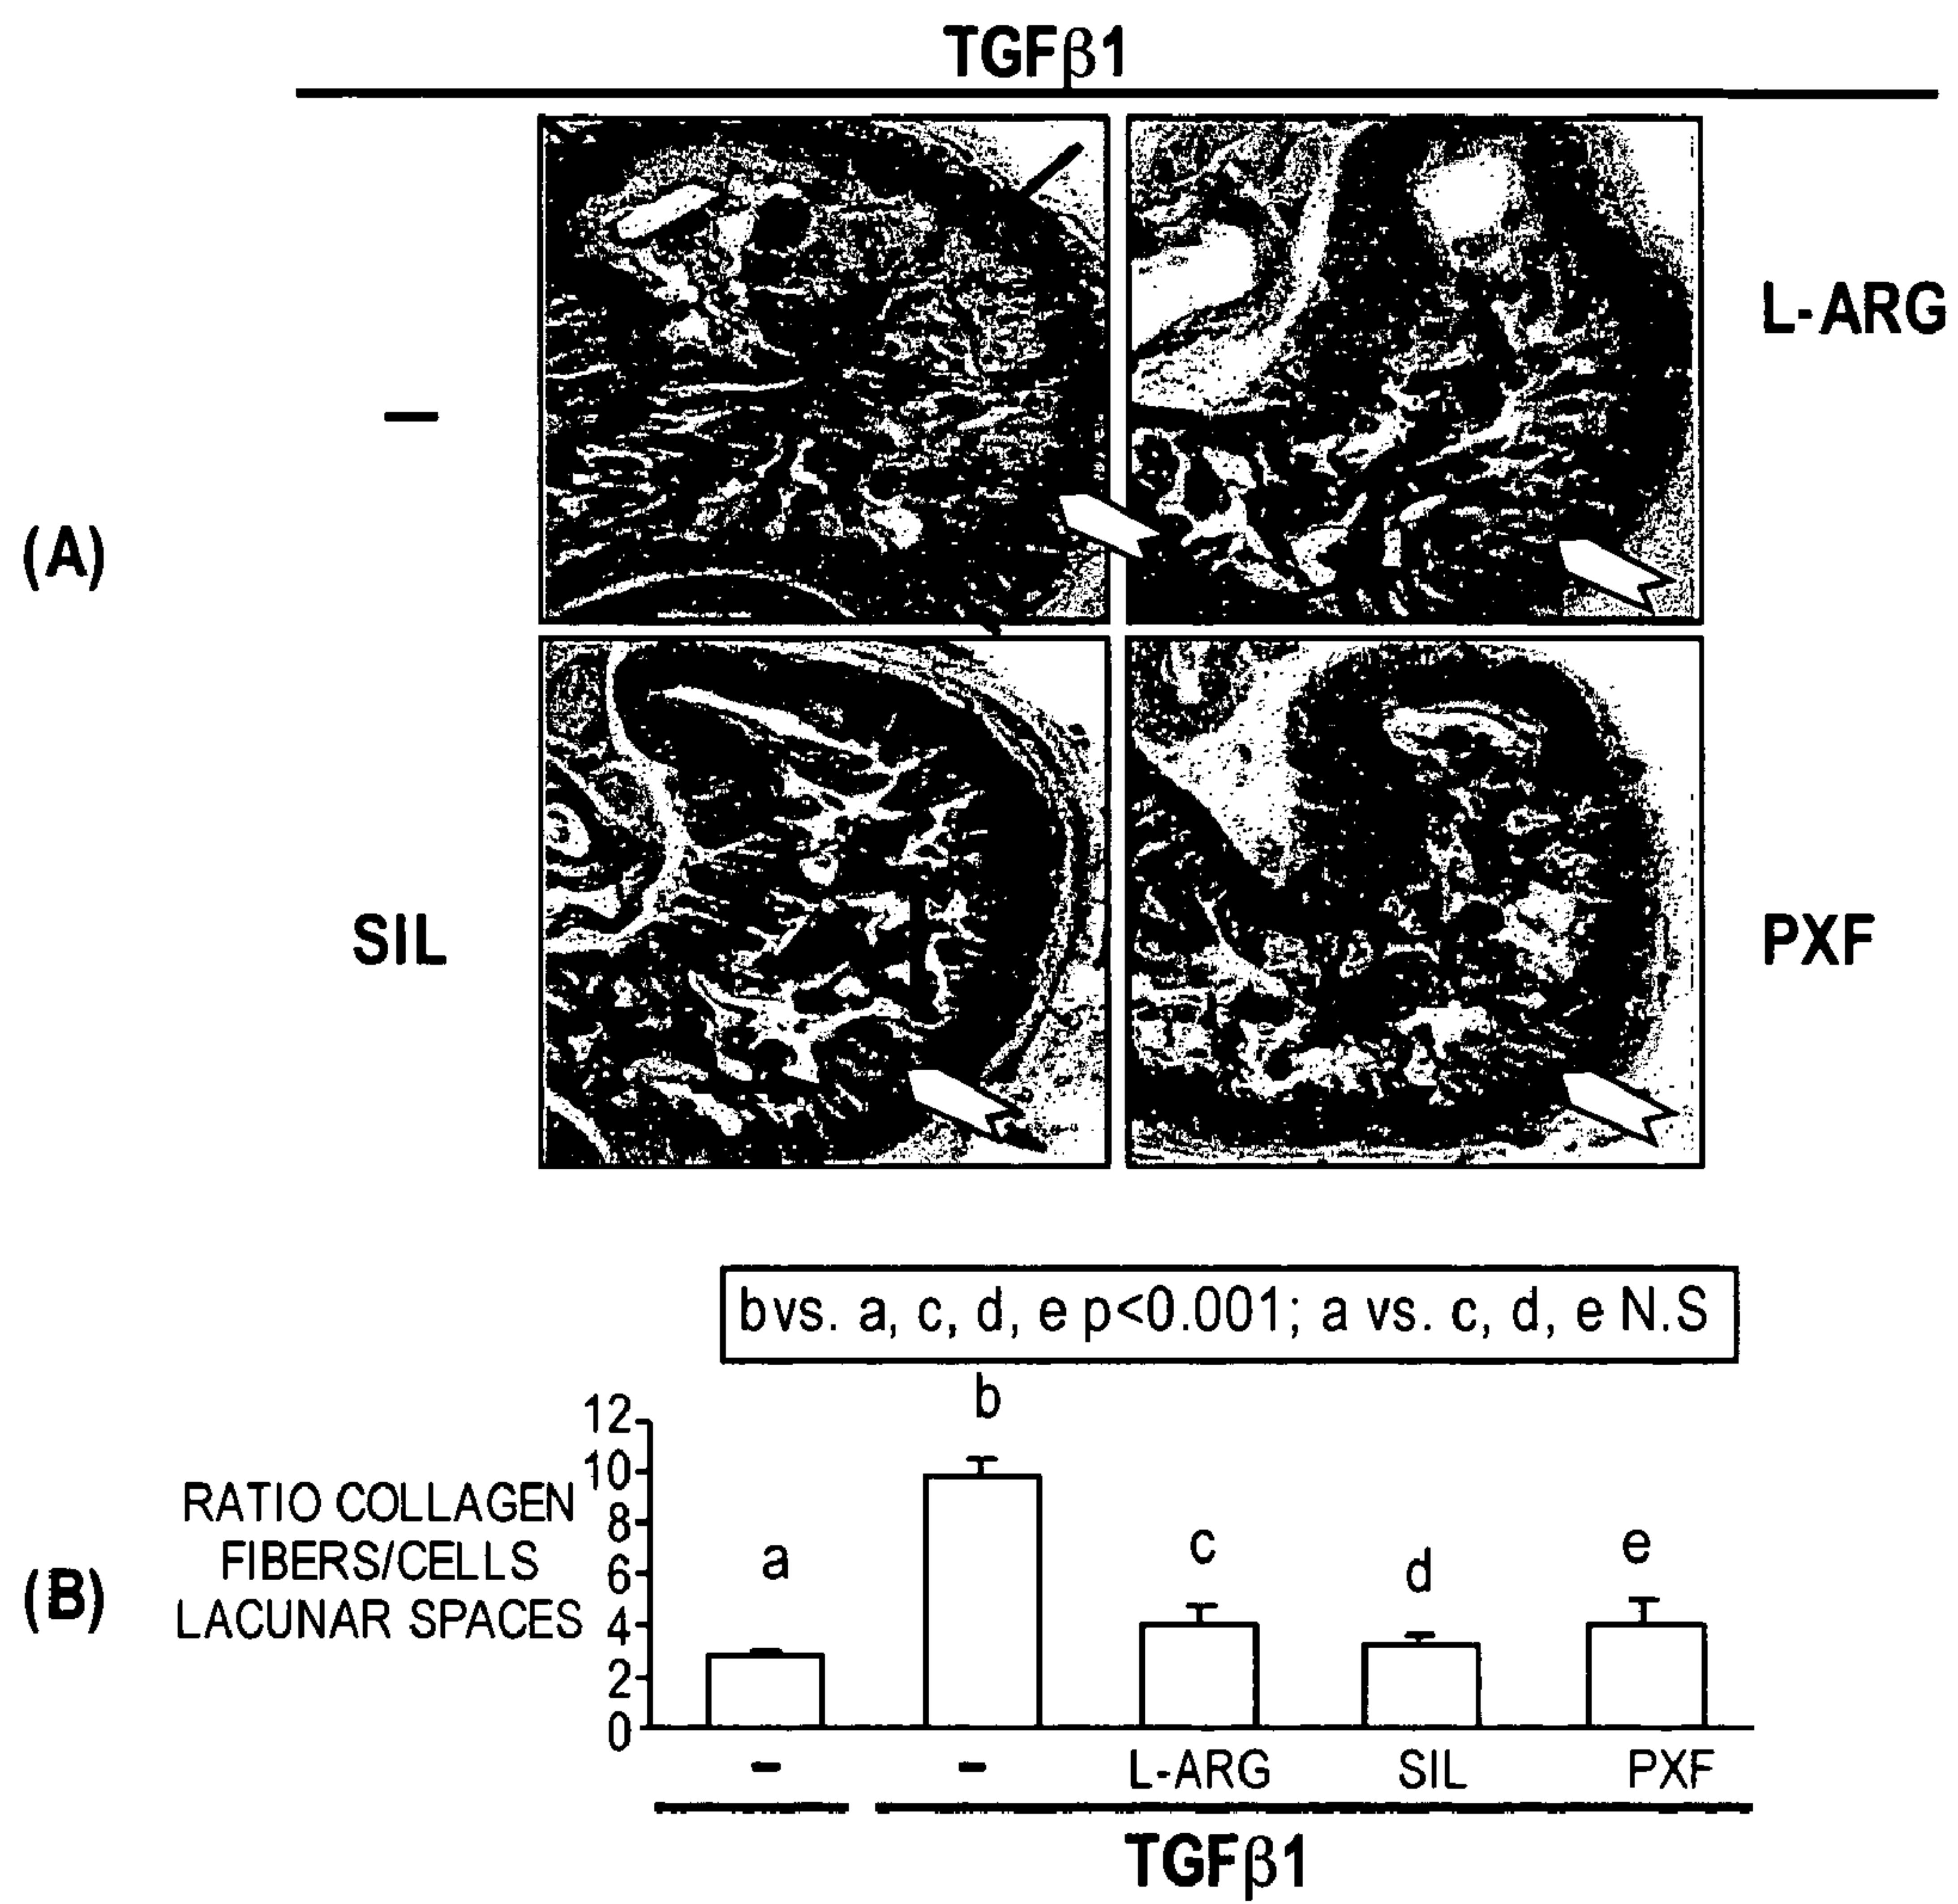 TGFβ1
–
L-ARG
(A)
SIL
PXF
bvs. a, c, d, e p<0.001; a vs. c, d, e N.S
b
12
10
8
6
4
2
0
RATIO COLLAGEN
FIBERS/CELLS
LACUNAR SPACES
a
c
d
e
(B)
– – L-ARG SIL PXF
TGFβ1